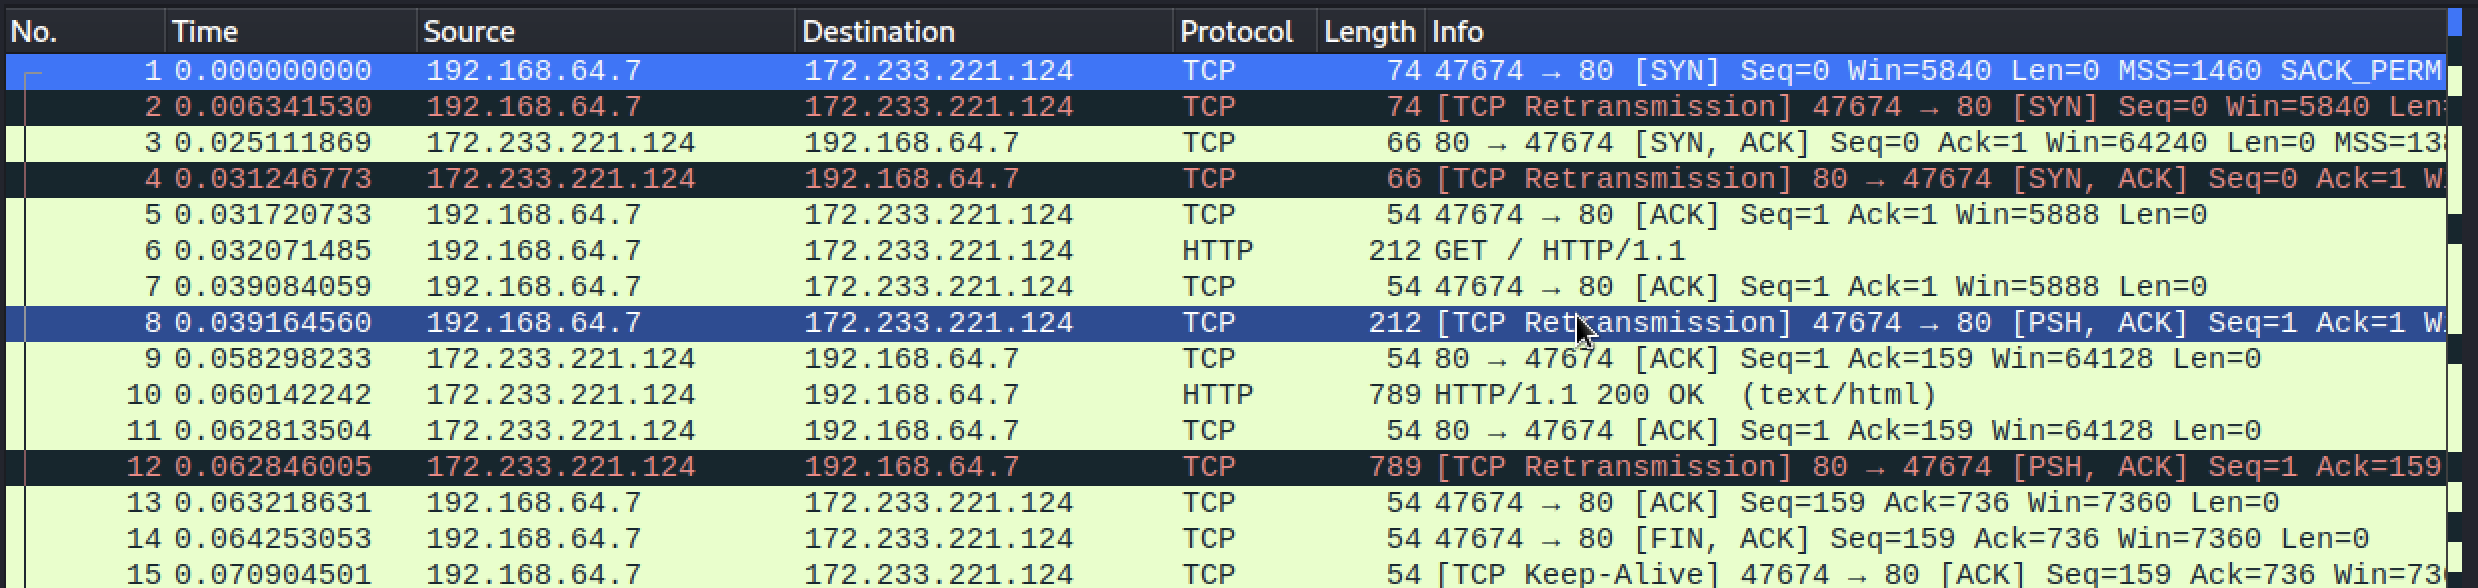 No. Time Source Destination Protocol Length Info
1 0.000000000 192.168.64.7 172.233.221.124 TCP 74 47674 → 80 [SYN] Seq=0 Win=5840 Len=0 MSS=1460 SACK_PERM
2 0.006341530 192.168.64.7 172.233.221.124 TCP 74 [TCP Retransmission] 47674 → 80 [SYN] Seq=0 Win=5840 Len=
3 0.025111869 172.233.221.124 192.168.64.7 TCP 66 80 → 47674 [SYN, ACK] Seq=0 Ack=1 Win=64240 Len=0 MSS=13
4 0.031246773 172.233.221.124 192.168.64.7 TCP 66 [TCP Retransmission] 80 → 47674 [SYN, ACK] Seq=0 Ack=1 W
5 0.031720733 192.168.64.7 172.233.221.124 TCP 54 47674 → 80 [ACK] Seq=1 Ack=1 Win=5888 Len=0
6 0.032071485 192.168.64.7 172.233.221.124 HTTP 212 GET / HTTP/1.1
7 0.039084059 192.168.64.7 172.233.221.124 TCP 54 47674 → 80 [ACK] Seq=1 Ack=1 Win=5888 Len=0
8 0.039164560 192.168.64.7 172.233.221.124 TCP 212 [TCP Retransmission] 47674 → 80 [PSH, ACK] Seq=1 Ack=1 W
9 0.058298233 172.233.221.124 192.168.64.7 TCP 54 80 → 47674 [ACK] Seq=1 Ack=159 Win=64128 Len=0
10 0.060142242 172.233.221.124 192.168.64.7 HTTP 789 HTTP/1.1 200 OK (text/html)
11 0.062813504 172.233.221.124 192.168.64.7 TCP 54 80 → 47674 [ACK] Seq=1 Ack=159 Win=64128 Len=0
12 0.062846005 172.233.221.124 192.168.64.7 TCP 789 [TCP Retransmission] 80 → 47674 [PSH, ACK] Seq=1 Ack=159
13 0.063218631 192.168.64.7 172.233.221.124 TCP 54 47674 → 80 [ACK] Seq=159 Ack=736 Win=7360 Len=0
14 0.064253053 192.168.64.7 172.233.221.124 TCP 54 47674 → 80 [FIN, ACK] Seq=159 Ack=736 Win=7360 Len=0
15 0.070904501 192.168.64.7 172.233.221.124 TCP 54 [TCP Keep-Alive] 47674 → 80 [ACK] Seq=159 Ack=736 Win=73